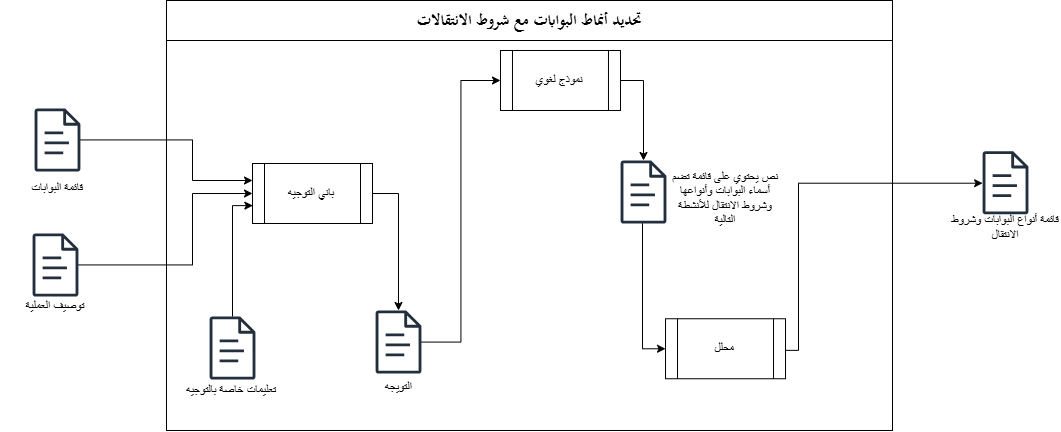 تحديد أنماط البوابات مع شروط الانتقالات
نموذج لغوي
قائمة البوابات
باني التوجيه
نص يحتوي على قائمة تضم
أسماء البوابات وأنواعها
وشروط الانتقال للأنشطة
التالية
قائمة أنواع البوابات وشروط
الانتقال
توصيف العملية
تعليمات خاصة بالتوجيه
التويجه
محلل